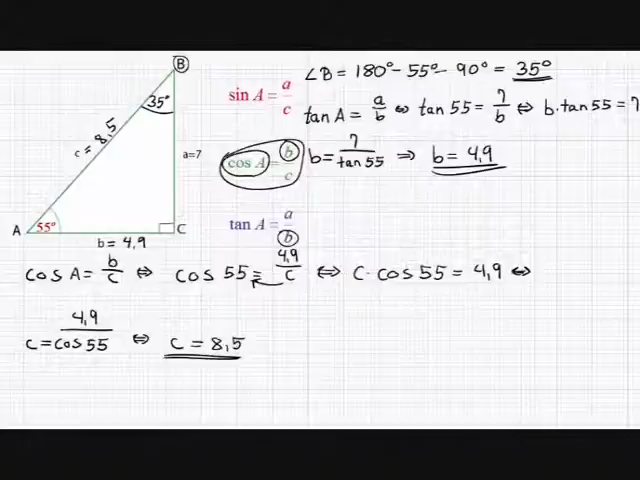 B
35°
c = 8,5
a=7
A
55°
C
b = 4,9
sin A = a/c
cos A = b/c
tan A = a/b
∠B = 180° - 55° - 90° = 35°
tan A = a/b ⇔ tan 55 = 7/b ⇔ b · tan 55 = 7
b = 7/tan 55 ⇒ b = 4,9
cos A = b/c ⇔ cos 55 = 4,9/c ⇔ c · cos 55 = 4,9 ⇔
c = 4,9/cos 55 ⇔ c = 8,5